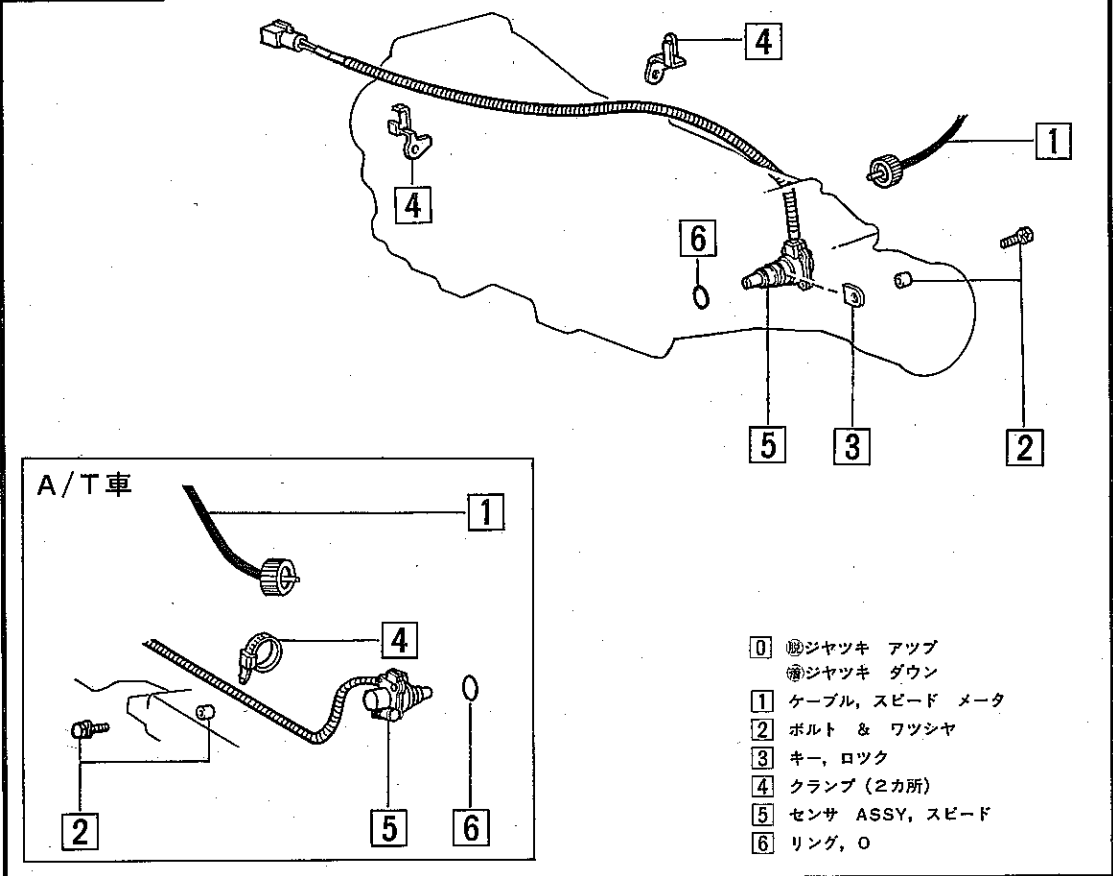 4
1
4
6
5
3
2
A/T車
1
4
2
5
6
0 脱ジヤツキ アツプ
着ジヤツキ ダウン
1 ケーブル, スピード メータ
2 ボルト & ワツシヤ
3 キー, ロツク
4 クランプ (2カ所)
5 センサ ASSY, スピード
6 リング, O